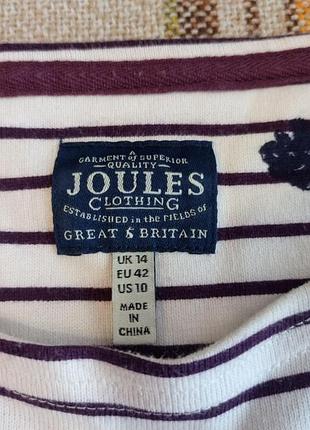 A
GARMENT of SUPERIOR
QUALITY
JOULES
CLOTHING
ESTABLISHED in the FIELDS of
GREAT & BRITAIN
UK 14
EU 42
US 10
MADE
IN
CHINA